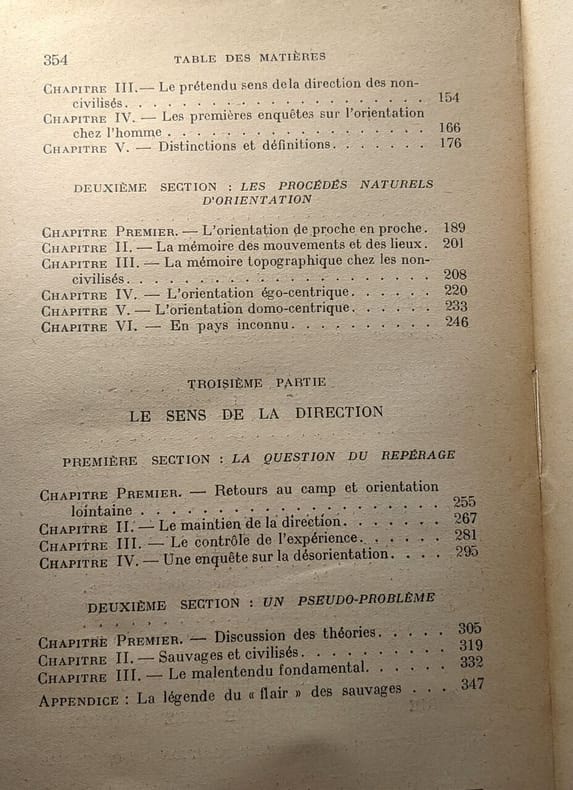 354 TABLE DES MATIÈRES
CHAPITRE III.— Le prétendu sens de la direction des non-
civilisés. . . . . . . . . . . . . . . . . . . . 154
CHAPITRE IV. — Les premières enquêtes sur l'orientation
chez l'homme . . . . . . . . . . . . . . . . . 166
CHAPITRE V. — Distinctions et définitions. . . . . . . 176
DEUXIÈME SECTION : LES PROCÉDÉS NATURELS
D'ORIENTATION
CHAPITRE PREMIER. — L'orientation de proche en proche. 189
CHAPITRE II. — La mémoire des mouvements et des lieux. 201
CHAPITRE III. — La mémoire topographique chez les non-
civilisés. . . . . . . . . . . . . . . . . . . . 208
CHAPITRE IV. — L'orientation égo-centrique. . . . . . 220
CHAPITRE V. — L'orientation domo-centrique. . . . . . 233
CHAPITRE VI. — En pays inconnu. . . . . . . . . . 246
TROISIÈME PARTIE
LE SENS DE LA DIRECTION
PREMIÈRE SECTION : LA QUESTION DU REPÉRAGE
CHAPITRE PREMIER. — Retours au camp et orientation
lointaine . . . . . . . . . . . . . . . . . . . 255
CHAPITRE II. — Le maintien de la direction. . . . . . . 267
CHAPITRE III. — Le contrôle de l'expérience. . . . . . 281
CHAPITRE IV. — Une enquête sur la désorientation. . . . 295
DEUXIÈME SECTION : UN PSEUDO-PROBLÈME
CHAPITRE PREMIER. — Discussion des théories. . . . . 305
CHAPITRE II. — Sauvages et civilisés. . . . . . . . . 319
CHAPITRE III. — Le malentendu fondamental. . . . . . 332
APPENDICE : La légende du « flair » des sauvages . . . 347